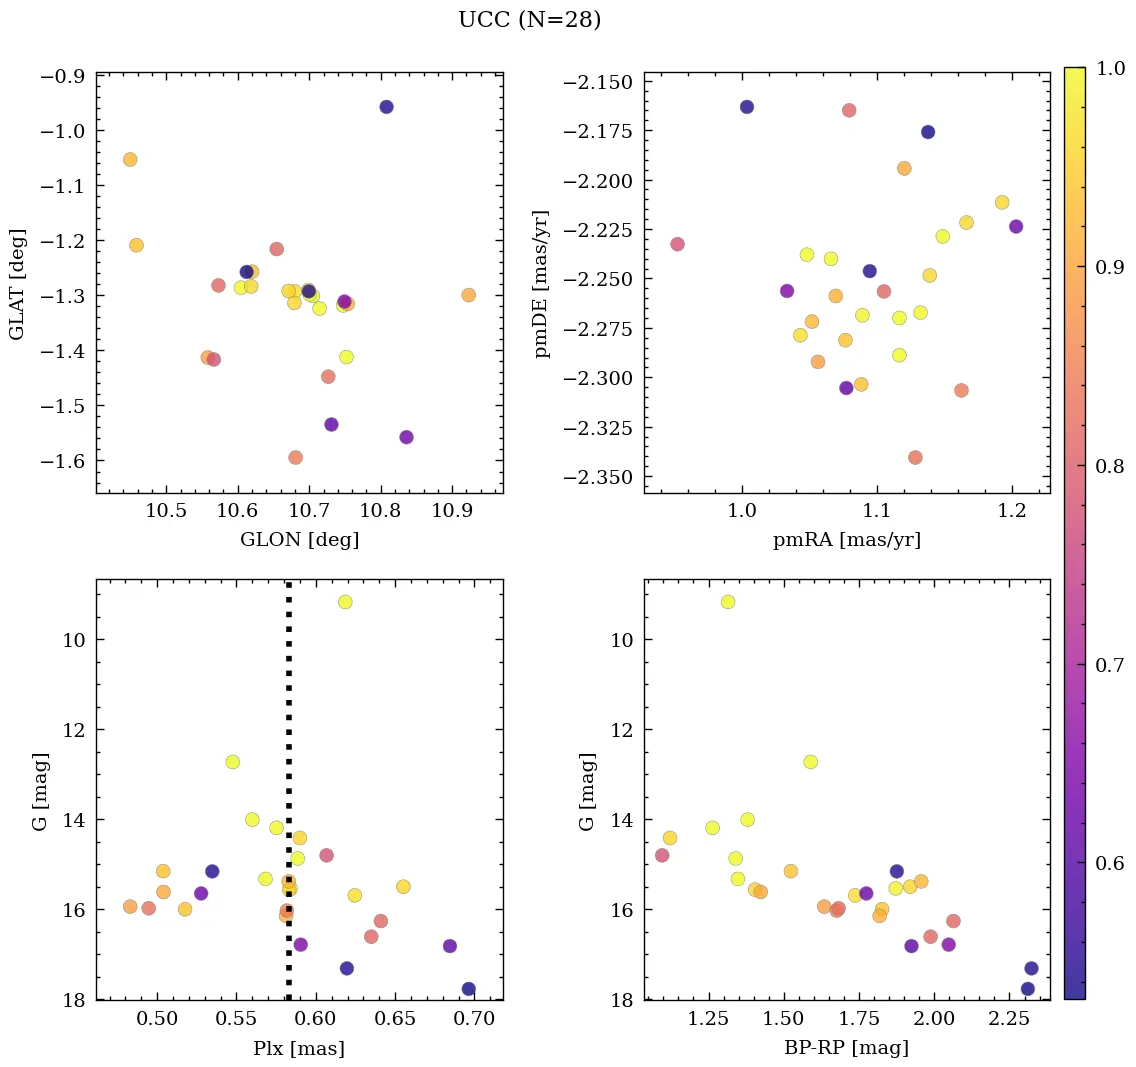 UCC (N=28)
−0.9
−1.0
−1.1
−1.2
−1.3
−1.4
−1.5
−1.6
GLAT [deg]
10.5 10.6 10.7 10.8 10.9
GLON [deg]
−2.150
−2.175
−2.200
−2.225
−2.250
−2.275
−2.300
−2.325
−2.350
pmDE [mas/yr]
1.0 1.1 1.2
pmRA [mas/yr]
10
12
14
16
18
G [mag]
0.50 0.55 0.60 0.65 0.70
Plx [mas]
10
12
14
16
18
G [mag]
1.25 1.50 1.75 2.00 2.25
BP-RP [mag]
1.0
0.9
0.8
0.7
0.6